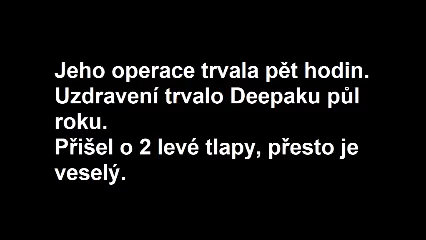 Jeho operace trvala pět hodin.
Uzdravení trvalo Deepaku půl
roku.
Přišel o 2 levé tlapy, přesto je
veselý.